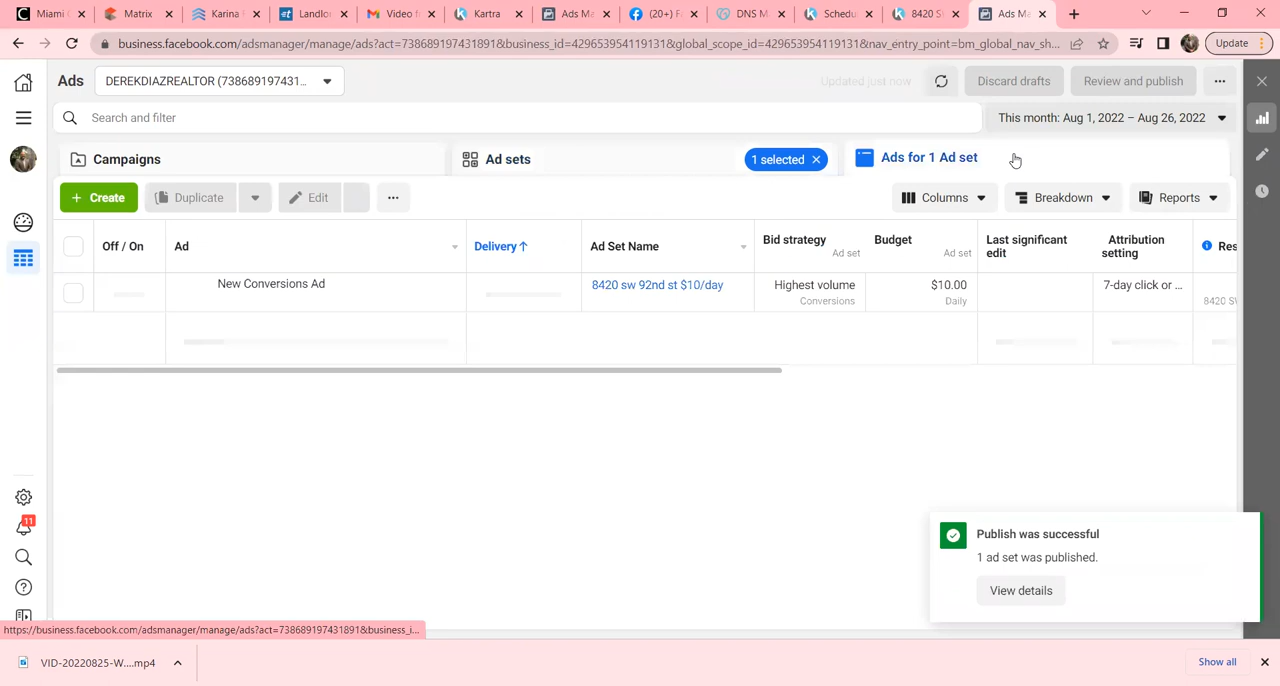 Miami C
Matrix
Karina C
Landlor
Video fo
Kartra
Ads Ma
(20+) Fa
DNS M
Schedu
8420 SW
Ads Ma
business.facebook.com/adsmanager/manage/ads?act=738689197431891&business_id=429653954119131&global_scope_id=429653954119131&nav_entry_point=bm_global_nav_sh...
Update
Ads
DEREKDIAZREALTOR (738689197431...
Updated just now
Discard drafts
Review and publish
Search and filter
This month: Aug 1, 2022 – Aug 26, 2022
Campaigns
Ad sets
1 selected
Ads for 1 Ad set
+ Create
Duplicate
Edit
Columns
Breakdown
Reports
Off / On
Ad
Delivery ↑
Ad Set Name
Bid strategy
Ad set
Budget
Ad set
Last significant
edit
Attribution
setting
Res
New Conversions Ad
8420 sw 92nd st $10/day
Highest volume
Conversions
$10.00
Daily
7-day click or ...
8420 SW
Publish was successful
1 ad set was published.
View details
11
https://business.facebook.com/adsmanager/manage/ads?act=738689197431891&business_i...
VID-20220825-W....mp4
Show all